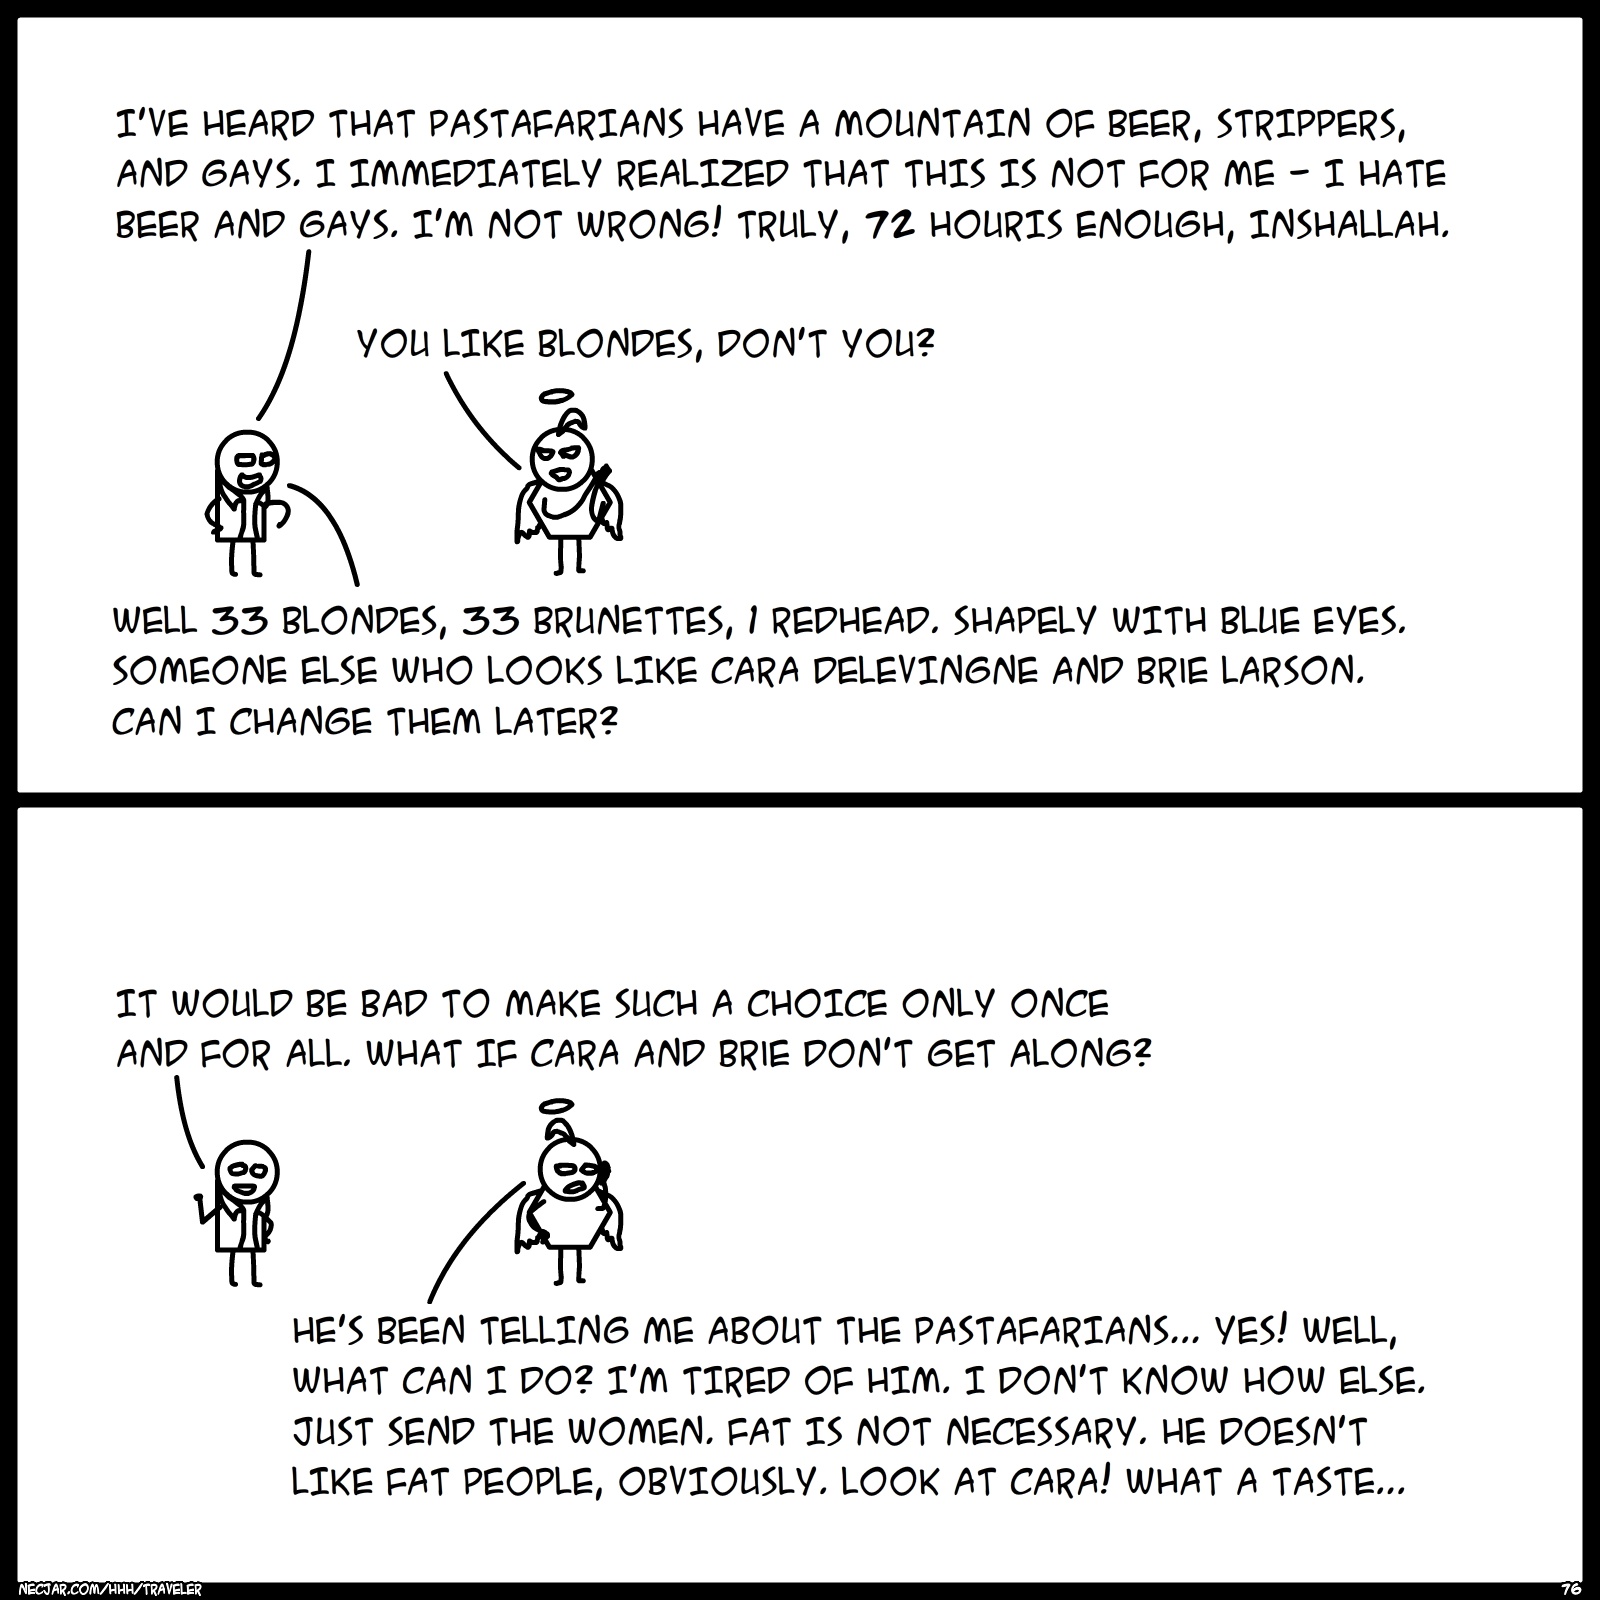 I'VE HEARD THAT PASTAFARIANS HAVE A MOUNTAIN OF BEER, STRIPPERS,
AND GAYS. I IMMEDIATELY REALIZED THAT THIS IS NOT FOR ME – I HATE
BEER AND GAYS. I'M NOT WRONG! TRULY, 72 HOURIS ENOUGH, INSHALLAH.
YOU LIKE BLONDES, DON'T YOU?
WELL 33 BLONDES, 33 BRUNETTES, 1 REDHEAD. SHAPELY WITH BLUE EYES.
SOMEONE ELSE WHO LOOKS LIKE CARA DELEVINGNE AND BRIE LARSON.
CAN I CHANGE THEM LATER?
IT WOULD BE BAD TO MAKE SUCH A CHOICE ONLY ONCE
AND FOR ALL. WHAT IF CARA AND BRIE DON'T GET ALONG?
HE'S BEEN TELLING ME ABOUT THE PASTAFARIANS... YES! WELL,
WHAT CAN I DO? I'M TIRED OF HIM. I DON'T KNOW HOW ELSE.
JUST SEND THE WOMEN. FAT IS NOT NECESSARY. HE DOESN'T
LIKE FAT PEOPLE, OBVIOUSLY. LOOK AT CARA! WHAT A TASTE...
NECJAR.COM/HHH/TRAVELER
76